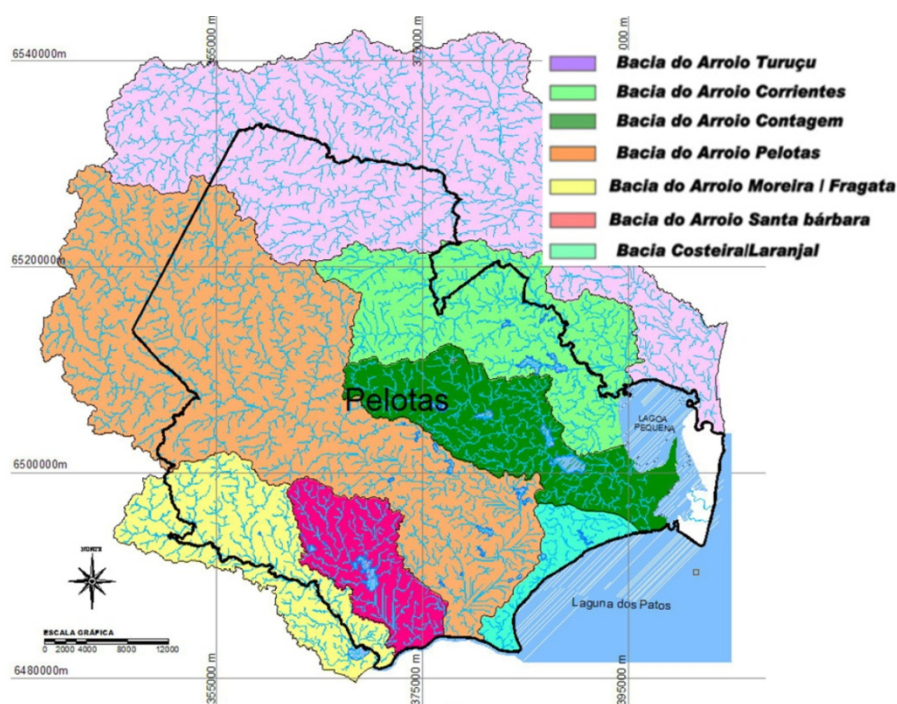 355000 m
375000 m
000 m
6540000m
Bacia do Arroio Turuçu
Bacia do Arroio Corrientes
Bacia do Arroio Contagem
Bacia do Arroio Pelotas
Bacia do Arroio Moreira / Fragata
Bacia do Arroio Santa bárbara
Bacia Costeira/Laranjal
6520000m
Pelotas
LAGOA
PEQUENA
6500000m
NORTE
Laguna dos Patos
ESCALA GRÁFICA
0 2000 4000 8000 12000
6480000m
355000 m
375000 m
395000 m